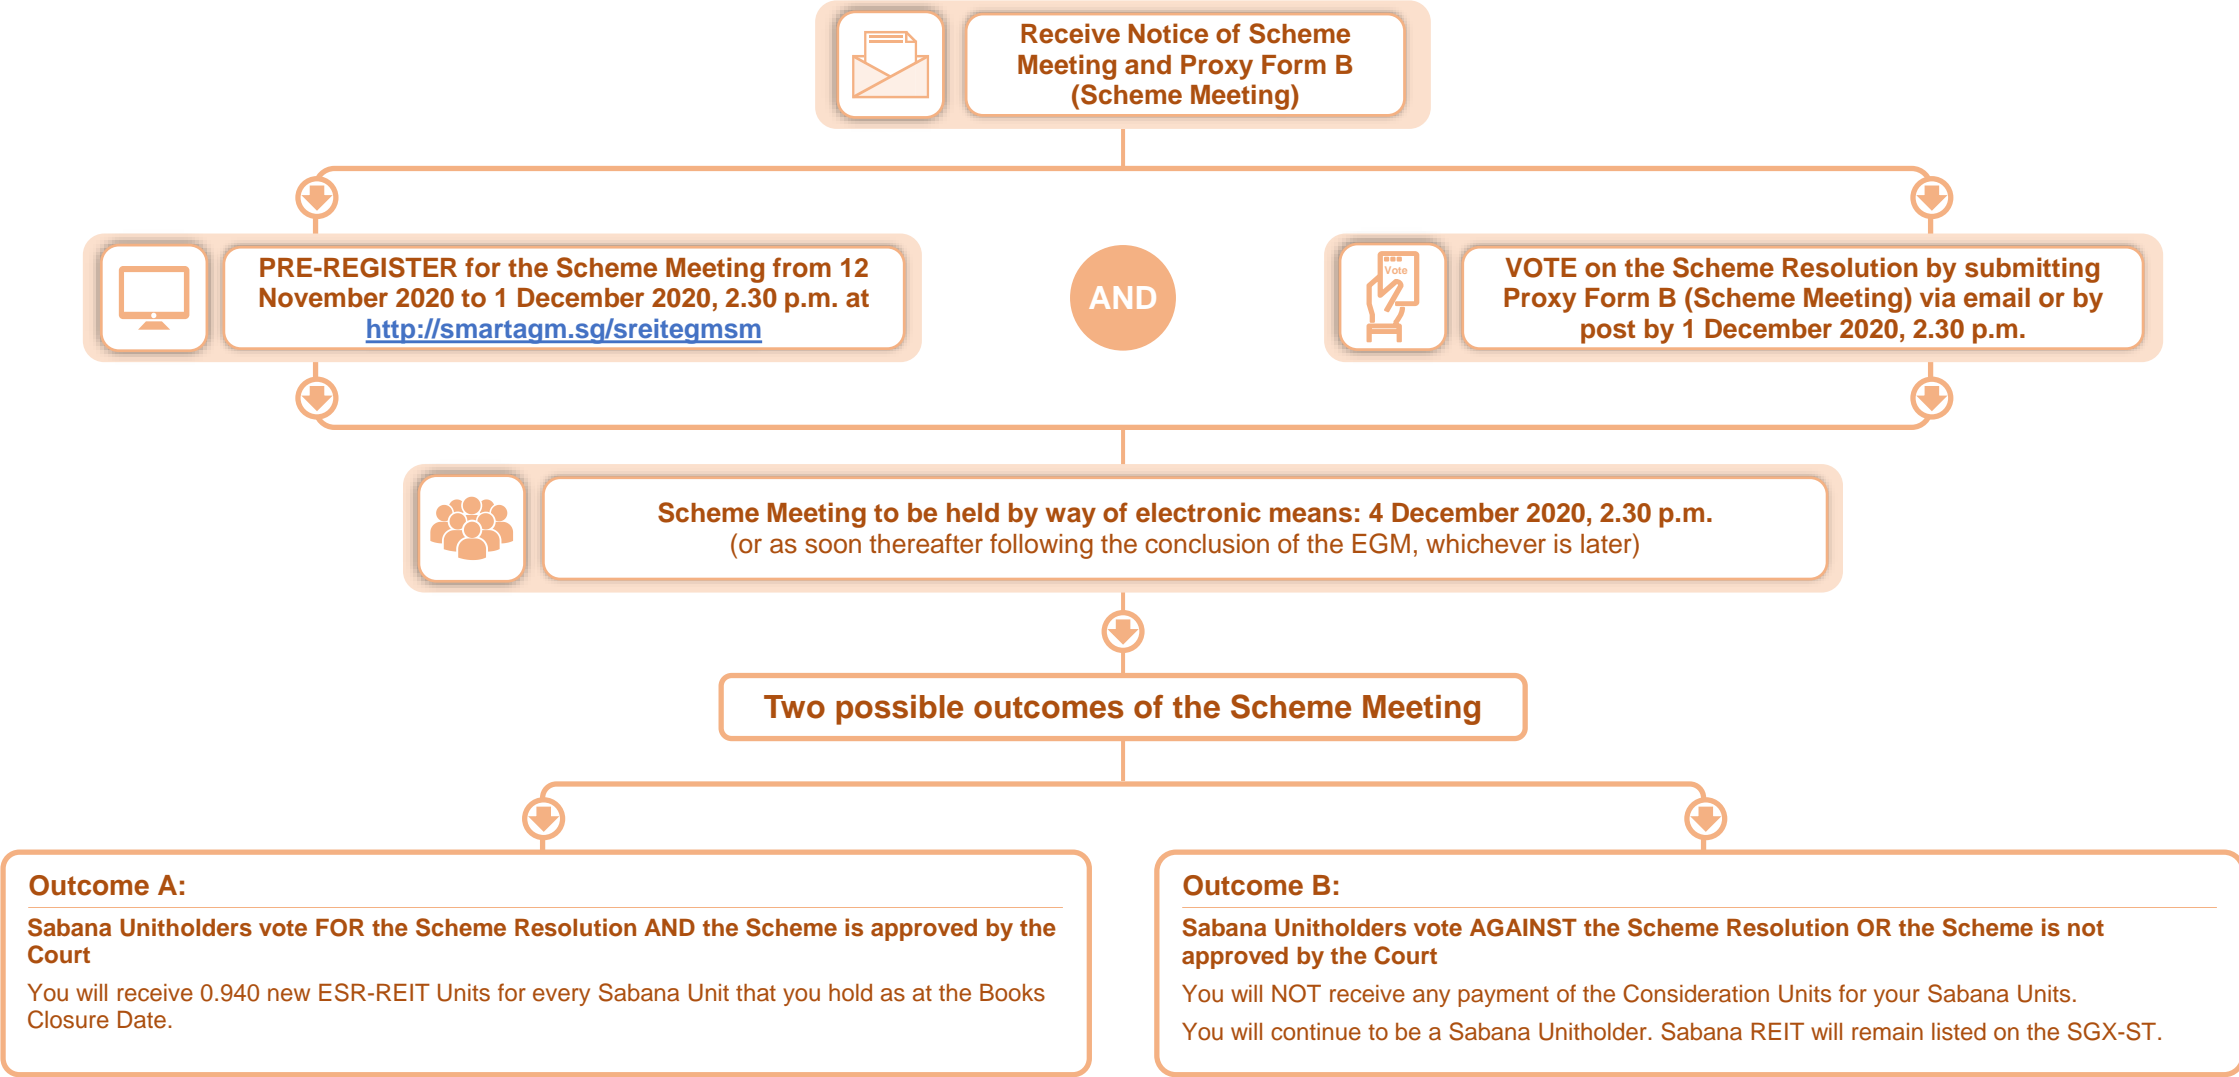 Receive Notice of Scheme
Meeting and Proxy Form B
(Scheme Meeting)
PRE-REGISTER for the Scheme Meeting from 12
November 2020 to 1 December 2020, 2.30 p.m. at
http://smartagm.sg/sreitegmsm
AND
Vote
VOTE on the Scheme Resolution by submitting
Proxy Form B (Scheme Meeting) via email or by
post by 1 December 2020, 2.30 p.m.
Scheme Meeting to be held by way of electronic means: 4 December 2020, 2.30 p.m.
(or as soon thereafter following the conclusion of the EGM, whichever is later)
Two possible outcomes of the Scheme Meeting
Outcome A:
Sabana Unitholders vote FOR the Scheme Resolution AND the Scheme is approved by the
Court
You will receive 0.940 new ESR-REIT Units for every Sabana Unit that you hold as at the Books
Closure Date.
Outcome B:
Sabana Unitholders vote AGAINST the Scheme Resolution OR the Scheme is not
approved by the Court
You will NOT receive any payment of the Consideration Units for your Sabana Units.
You will continue to be a Sabana Unitholder. Sabana REIT will remain listed on the SGX-ST.